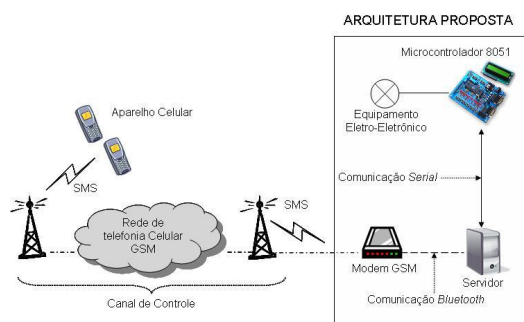 ARQUITETURA PROPOSTA
Microcontrolador 8051
Aparelho Celular
Equipamento
Eletro-Eletrônico
SMS
Comunicação Serial
SMS
Rede de
telefonia Celular
GSM
Modem GSM
Servidor
Canal de Controle
Comunicação Bluetooth